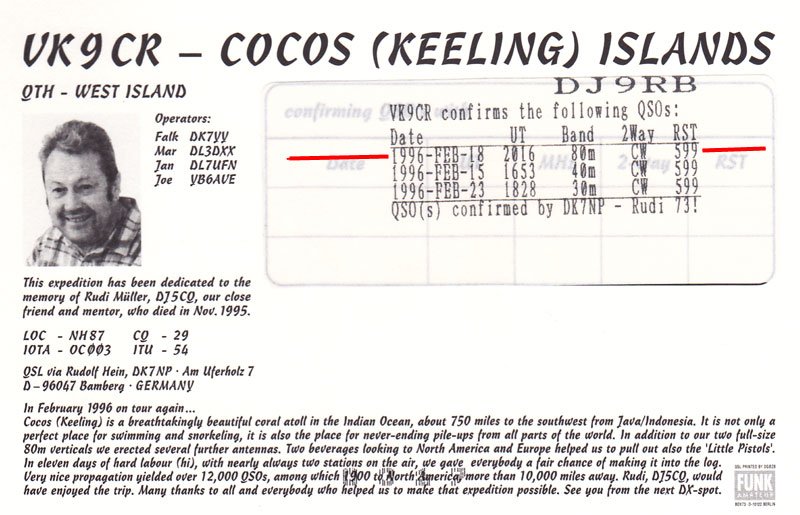 VK9CR – COCOS (KEELING) ISLANDS
QTH - WEST ISLAND
DJ9RB
Operators:
Falk DK7YY
Mar DL3DXX
Jan DL7UFN
Joe YB6AVE
confirming
VK9CR confirms the following QSOs:
Date UT Band 2Way RST
1996-FEB-18 2016 80m CW 599
1996-FEB-15 1653 40m CW 599
1996-FEB-23 1828 30m CW 599
QSO(s) confirmed by DK7NP - Rudi 73!
Date MHz 2 Way RST
This expedition has been dedicated to the
memory of Rudi Müller, DJ5CQ, our close
friend and mentor, who died in Nov. 1995.
LOC - NH87 CQ - 29
IOTA - OC003 ITU - 54
QSL via Rudolf Hein, DK7NP · Am Uferholz 7
D – 96047 Bamberg · GERMANY
In February 1996 on tour again...
Cocos (Keeling) is a breathtakingly beautiful coral atoll in the Indian Ocean, about 750 miles to the southwest from Java/Indonesia. It is not only a
perfect place for swimming and snorkeling, it is also the place for never-ending pile-ups from all parts of the world. In addition to our two full-size
80m verticals we erected several further antennas. Two beverages looking to North America and Europe helped us to pull out also the 'Little Pistols'.
In eleven days of hard labour (hi), with nearly always two stations on the air, we gave everybody a fair chance of making it into the log.
Very nice propagation yielded over 12,000 QSOs, among which 1900 to North America, more than 10,000 miles away. Rudi, DJ5CQ, would
have enjoyed the trip. Many thanks to all and everybody who helped us to make that expedition possible. See you from the next DX-spot.
FUNK
AMATEUR